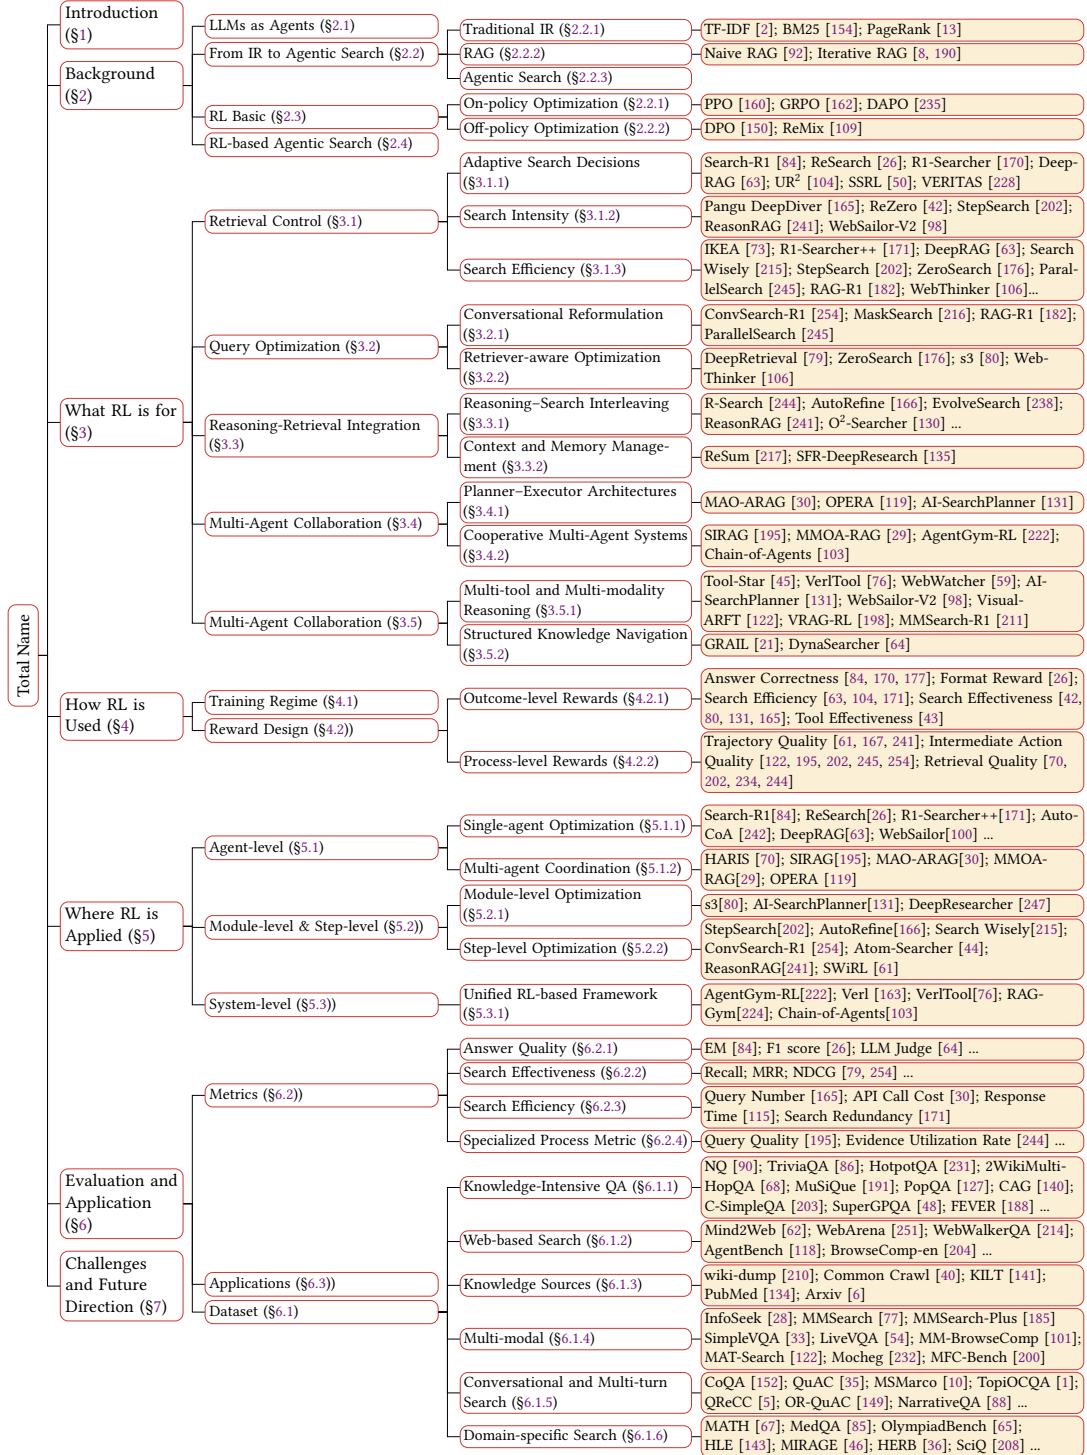 Total Name
Introduction
(§1)
Background
(§2)
LLMs as Agents (§2.1)
From IR to Agentic Search (§2.2)
Traditional IR (§2.2.1)
TF-IDF [2]; BM25 [154]; PageRank [13]
RAG (§2.2.2)
Naive RAG [92]; Iterative RAG [8, 190]
Agentic Search (§2.2.3)
RL Basic (§2.3)
On-policy Optimization (§2.2.1)
PPO [160]; GRPO [162]; DAPO [235]
Off-policy Optimization (§2.2.2)
DPO [150]; ReMix [109]
RL-based Agentic Search (§2.4)
What RL is for
(§3)
Retrieval Control (§3.1)
Adaptive Search Decisions
(§3.1.1)
Search-R1 [84]; ReSearch [26]; R1-Searcher [170]; Deep-
RAG [63]; UR² [104]; SSRL [50]; VERITAS [228]
Search Intensity (§3.1.2)
Pangu DeepDiver [165]; ReZero [42]; StepSearch [202];
ReasonRAG [241]; WebSailor-V2 [98]
Search Efficiency (§3.1.3)
IKEA [73]; R1-Searcher++ [171]; DeepRAG [63]; Search
Wisely [215]; StepSearch [202]; ZeroSearch [176]; Paral-
lelSearch [245]; RAG-R1 [182]; WebThinker [106]...
Query Optimization (§3.2)
Conversational Reformulation
(§3.2.1)
ConvSearch-R1 [254]; MaskSearch [216]; RAG-R1 [182];
ParallelSearch [245]
Retriever-aware Optimization
(§3.2.2)
DeepRetrieval [79]; ZeroSearch [176]; s3 [80]; Web-
Thinker [106]
Reasoning-Retrieval Integration
(§3.3)
Reasoning–Search Interleaving
(§3.3.1)
R-Search [244]; AutoRefine [166]; EvolveSearch [238];
ReasonRAG [241]; O²-Searcher [130] ...
Context and Memory Manage-
ment (§3.3.2)
ReSum [217]; SFR-DeepResearch [135]
Multi-Agent Collaboration (§3.4)
Planner–Executor Architectures
(§3.4.1)
MAO-ARAG [30]; OPERA [119]; AI-SearchPlanner [131]
Cooperative Multi-Agent Systems
(§3.4.2)
SIRAG [195]; MMOA-RAG [29]; AgentGym-RL [222];
Chain-of-Agents [103]
Multi-Agent Collaboration (§3.5)
Multi-tool and Multi-modality
Reasoning (§3.5.1)
Tool-Star [45]; VerlTool [76]; WebWatcher [59]; AI-
SearchPlanner [131]; WebSailor-V2 [98]; Visual-
ARFT [122]; VRAG-RL [198]; MMSearch-R1 [211]
Structured Knowledge Navigation
(§3.5.2)
GRAIL [21]; DynaSearcher [64]
How RL is
Used (§4)
Training Regime (§4.1)
Reward Design (§4.2))
Outcome-level Rewards (§4.2.1)
Answer Correctness [84, 170, 177]; Format Reward [26];
Search Efficiency [63, 104, 171]; Search Effectiveness [42,
80, 131, 165]; Tool Effectiveness [43]
Process-level Rewards (§4.2.2)
Trajectory Quality [61, 167, 241]; Intermediate Action
Quality [122, 195, 202, 245, 254]; Retrieval Quality [70,
202, 234, 244]
Where RL is
Applied (§5)
Agent-level (§5.1)
Single-agent Optimization (§5.1.1)
Search-R1[84]; ReSearch[26]; R1-Searcher++[171]; Auto-
CoA [242]; DeepRAG[63]; WebSailor[100] ...
Multi-agent Coordination (§5.1.2)
HARIS [70]; SIRAG[195]; MAO-ARAG[30]; MMOA-
RAG[29]; OPERA [119]
Module-level & Step-level (§5.2))
Module-level Optimization
(§5.2.1)
s3[80]; AI-SearchPlanner[131]; DeepResearcher [247]
Step-level Optimization (§5.2.2)
StepSearch[202]; AutoRefine[166]; Search Wisely[215];
ConvSearch-R1 [254]; Atom-Searcher [44];
ReasonRAG[241]; SWiRL [61]
System-level (§5.3))
Unified RL-based Framework
(§5.3.1)
AgentGym-RL[222]; Verl [163]; VerlTool[76]; RAG-
Gym[224]; Chain-of-Agents[103]
Evaluation and
Application
(§6)
Metrics (§6.2))
Answer Quality (§6.2.1)
EM [84]; F1 score [26]; LLM Judge [64] ...
Search Effectiveness (§6.2.2)
Recall; MRR; NDCG [79, 254] ...
Search Efficiency (§6.2.3)
Query Number [165]; API Call Cost [30]; Response
Time [115]; Search Redundancy [171]
Specialized Process Metric (§6.2.4)
Query Quality [195]; Evidence Utilization Rate [244] ...
Applications (§6.3))
Dataset (§6.1)
Knowledge-Intensive QA (§6.1.1)
NQ [90]; TriviaQA [86]; HotpotQA [231]; 2WikiMulti-
HopQA [68]; MuSiQue [191]; PopQA [127]; CAG [140];
C-SimpleQA [203]; SuperGPQA [48]; FEVER [188] ...
Web-based Search (§6.1.2)
Mind2Web [62]; WebArena [251]; WebWalkerQA [214];
AgentBench [118]; BrowseComp-en [204] ...
Knowledge Sources (§6.1.3)
wiki-dump [210]; Common Crawl [40]; KILT [141];
PubMed [134]; Arxiv [6]
Multi-modal (§6.1.4)
InfoSeek [28]; MMSearch [77]; MMSearch-Plus [185]
SimpleVQA [33]; LiveVQA [54]; MM-BrowseComp [101];
MAT-Search [122]; Mocheg [232]; MFC-Bench [200]
Conversational and Multi-turn
Search (§6.1.5)
CoQA [152]; QuAC [35]; MSMarco [10]; TopiOCQA [1];
QReCC [5]; OR-QuAC [149]; NarrativeQA [88] ...
Domain-specific Search (§6.1.6)
MATH [67]; MedQA [85]; OlympiadBench [65];
HLE [143]; MIRAGE [46]; HERB [36]; SciQ [208] ...
Challenges
and Future
Direction (§7)